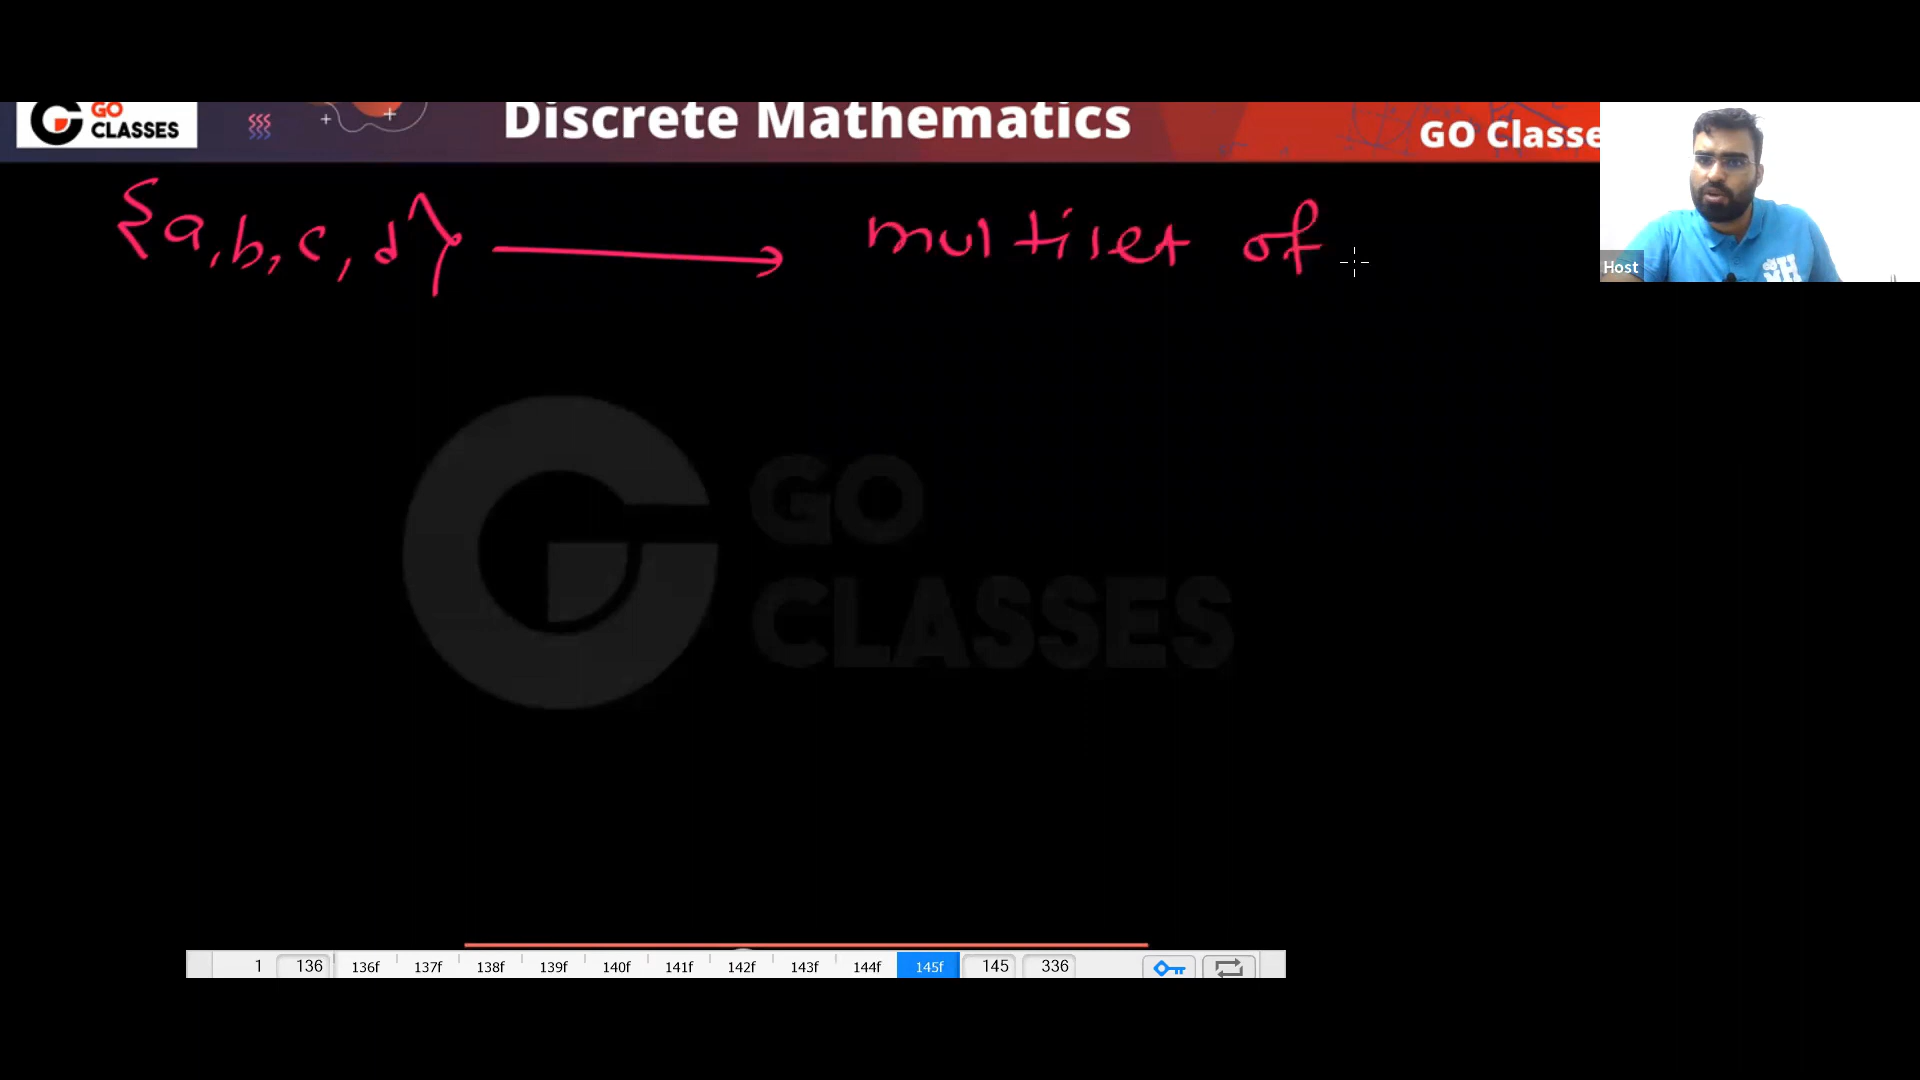 GO CLASSES
Discrete Mathematics
GO Classe
{a, b, c, d} → multiset of
Host
GO CLASSES
1 136 136f 137f 138f 139f 140f 141f 142f 143f 144f 145f 145 336